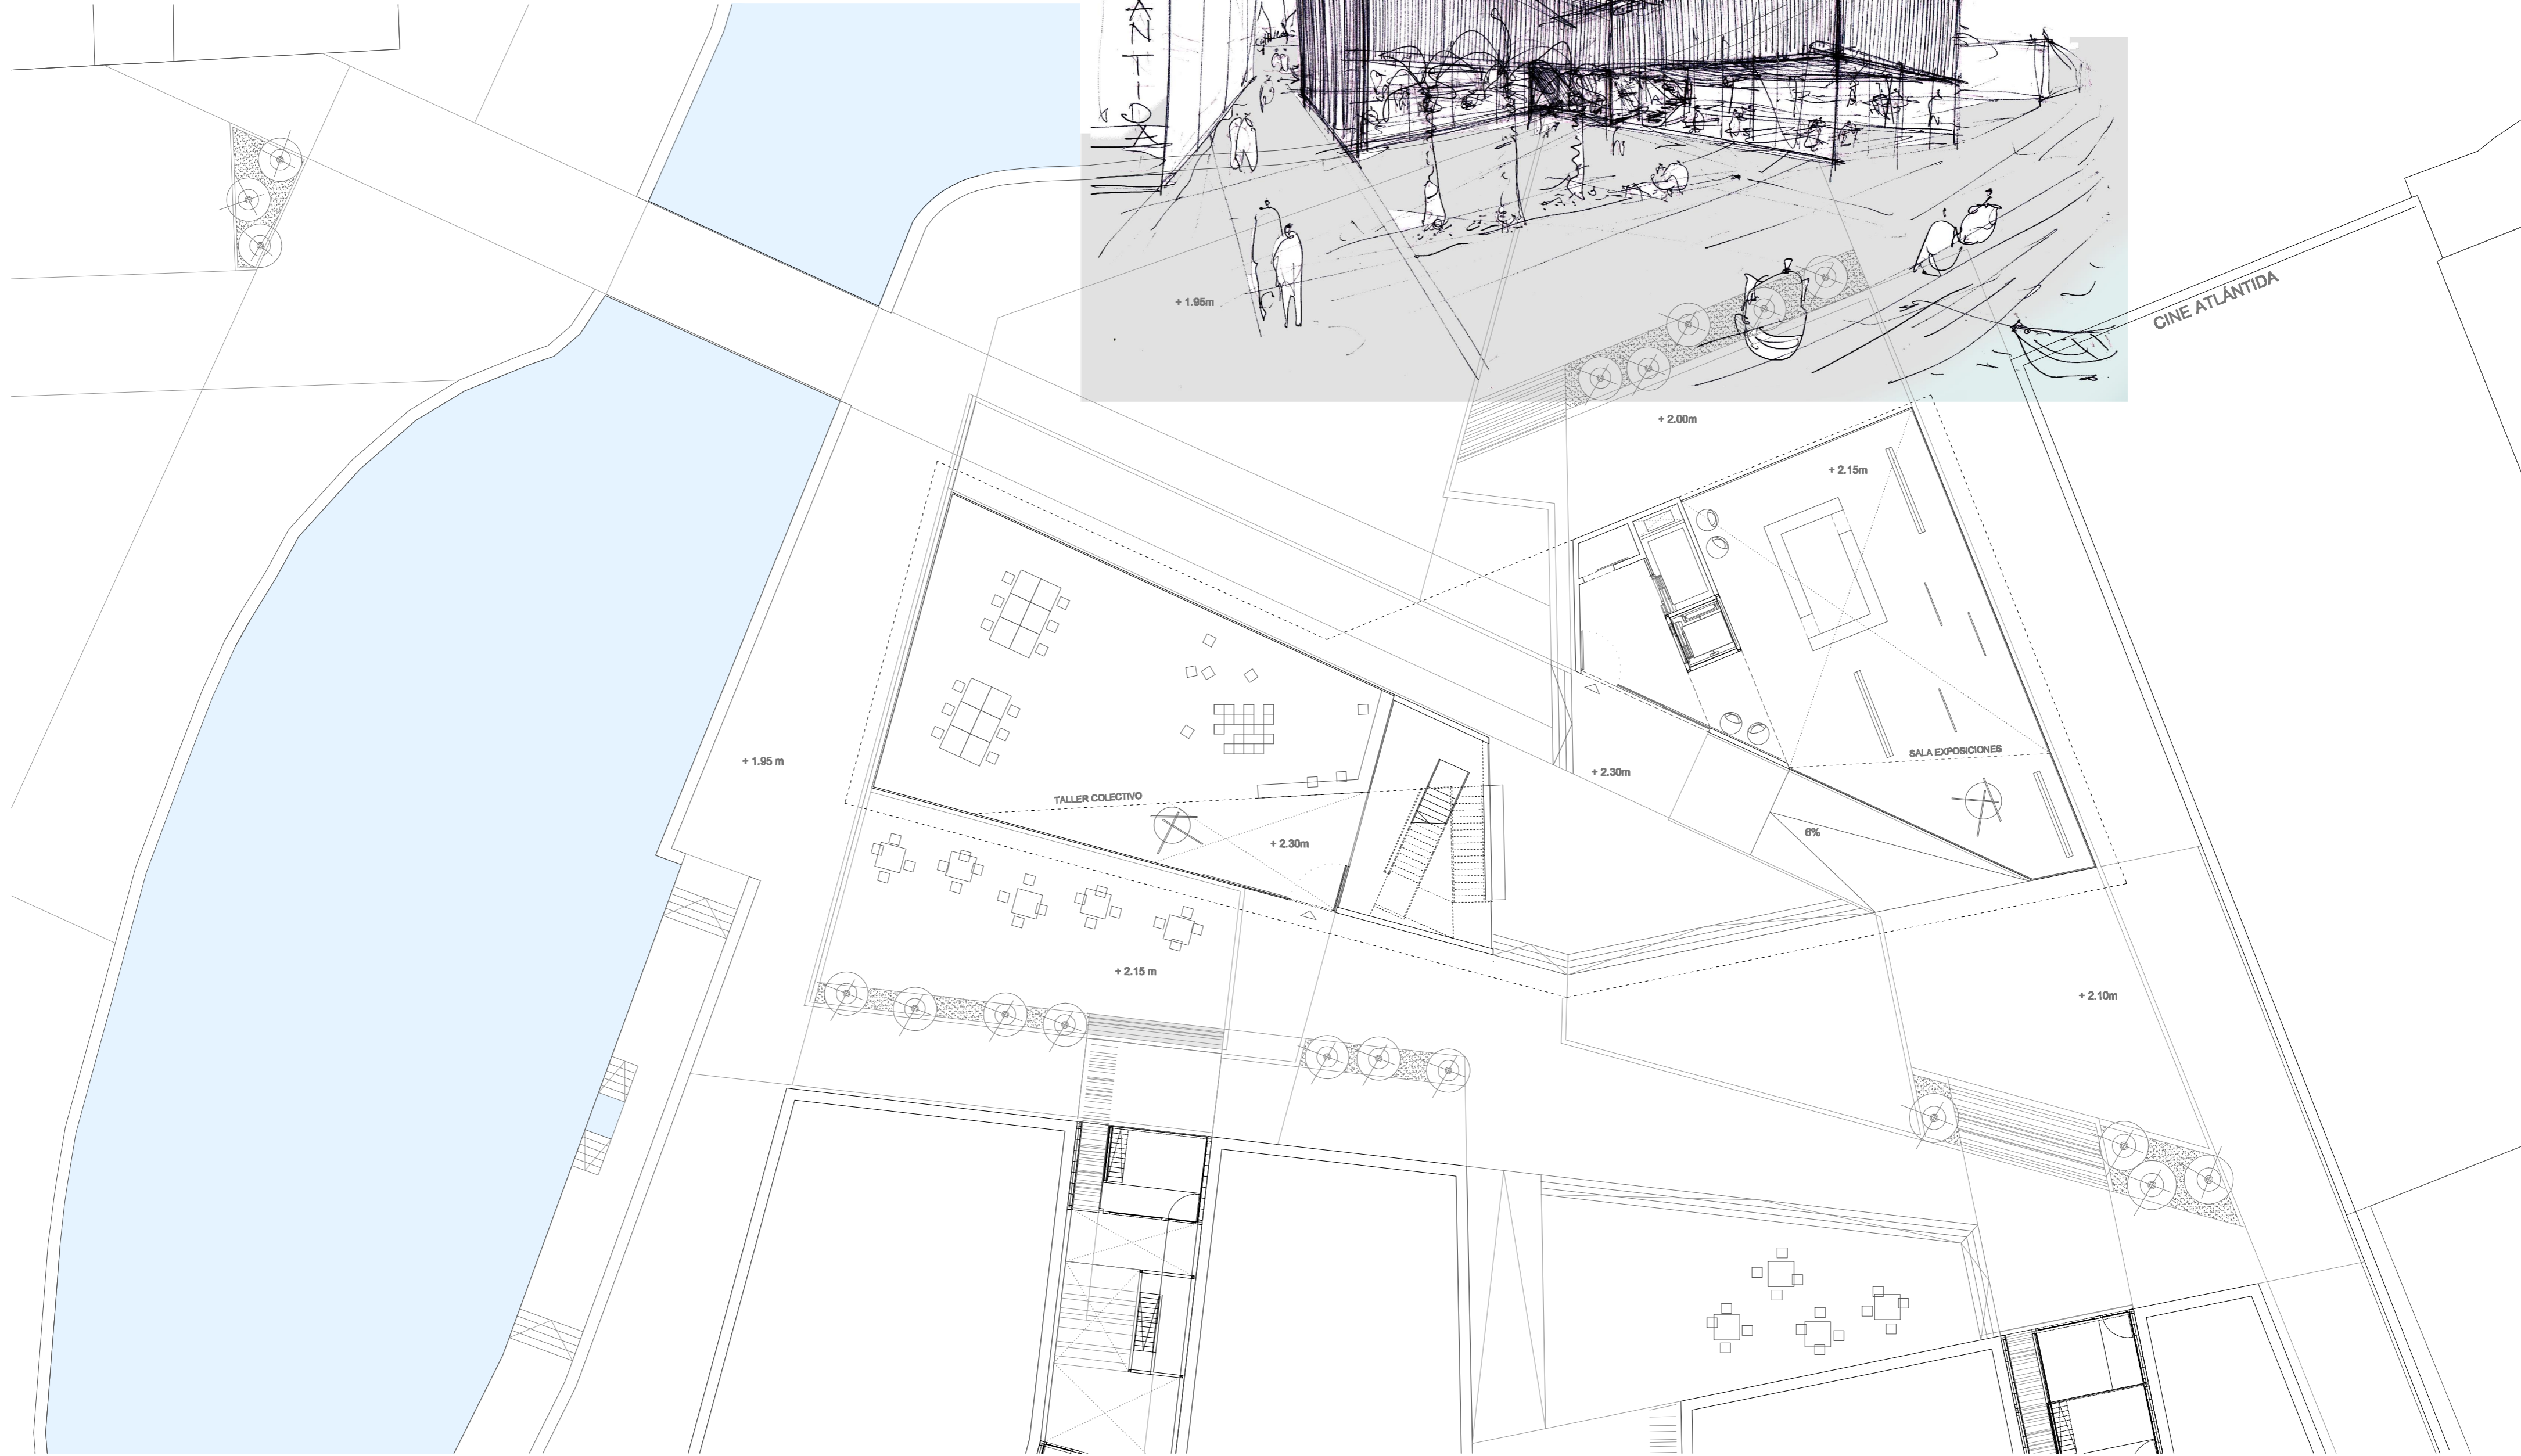 ANTIGA
+ 1.95m
CINE ATLÁNTIDA
+ 2.00m
+ 2.15m
SALA EXPOSICIONES
+ 1.95 m
+ 2.30m
TALLER COLECTIVO
6%
+ 2.30m
+ 2.15 m
+ 2.10m